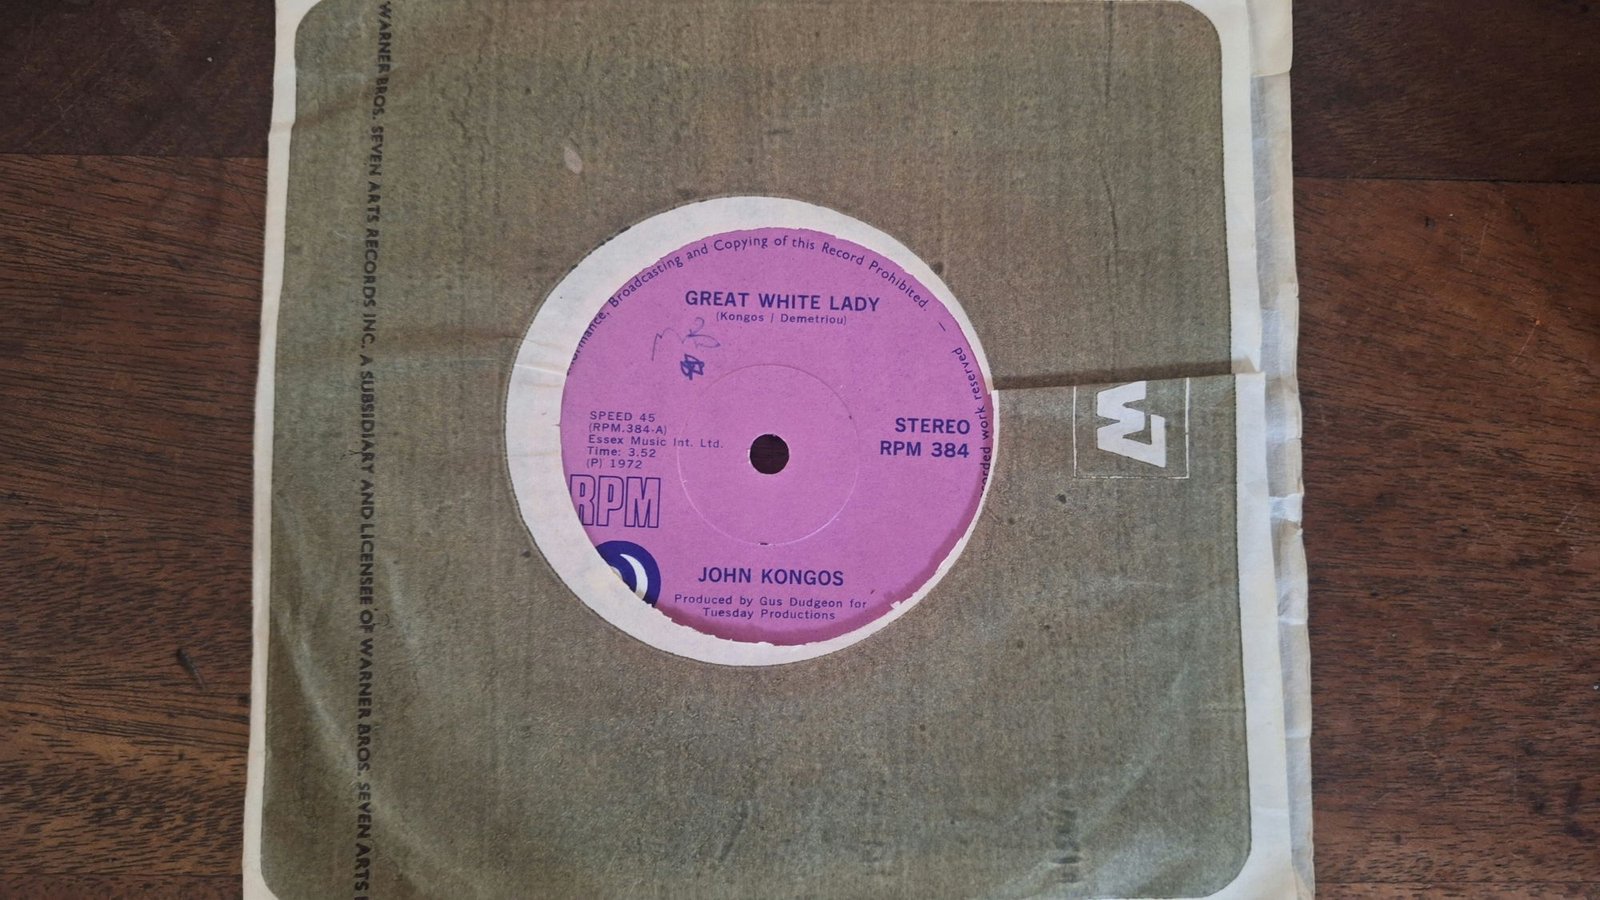 WARNER BROS. SEVEN ARTS RECORDS INC. A SUBSIDIARY AND LICENSEE OF WARNER BROS. SEVEN ARTS
Broadcasting and Copying of this Record Prohibited. –
work reserved
GREAT WHITE LADY
(Kongos / Demetriou)
SPEED 45
(RPM.384-A)
Essex Music Int. Ltd.
Time: 3.52
(P) 1972
STEREO
RPM 384
RPM
W7
JOHN KONGOS
Produced by Gus Dudgeon for
Tuesday Productions